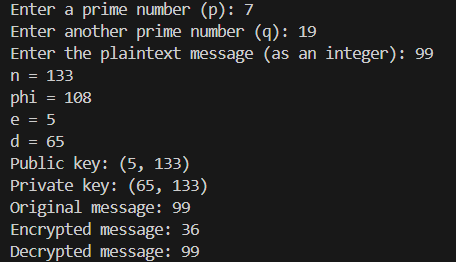 Enter a prime number (p): 7
Enter another prime number (q): 19
Enter the plaintext message (as an integer): 99
n = 133
phi = 108
e = 5
d = 65
Public key: (5, 133)
Private key: (65, 133)
Original message: 99
Encrypted message: 36
Decrypted message: 99